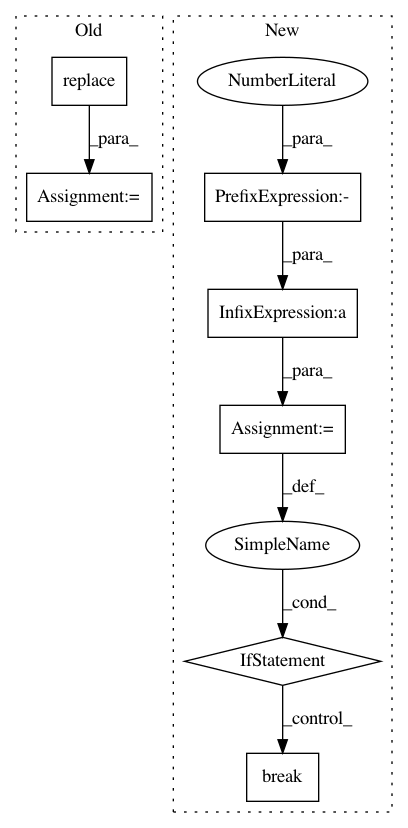 Old
replace
_para_
Assignment:=
New
NumberLiteral
_para_
PrefixExpression:-
_para_
InfixExpression:a
_para_
Assignment:=
_def_
SimpleName
_cond_
IfStatement
_control_
break